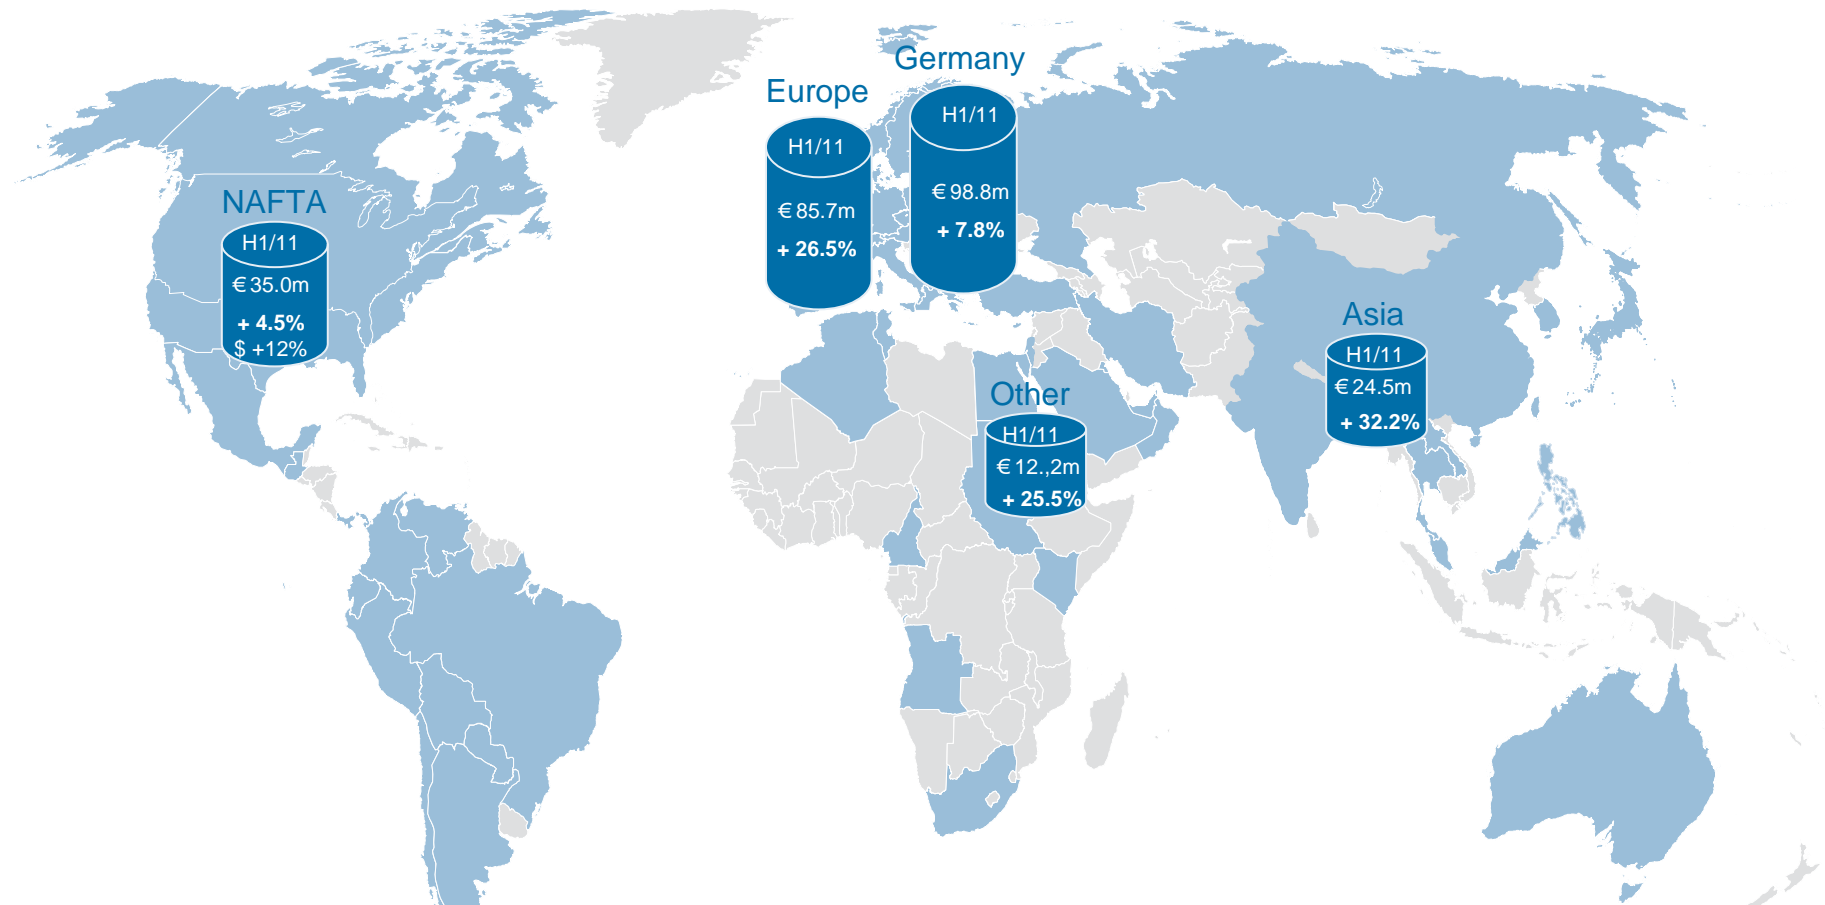 Germany
H1/11
€ 98.8m
+ 7.8%
Europe
H1/11
€ 85.7m
+ 26.5%
NAFTA
H1/11
€ 35.0m
+ 4.5%
$ +12%
Asia
H1/11
€ 24.5m
+ 32.2%
Other
H1/11
€ 12.,2m
+ 25.5%